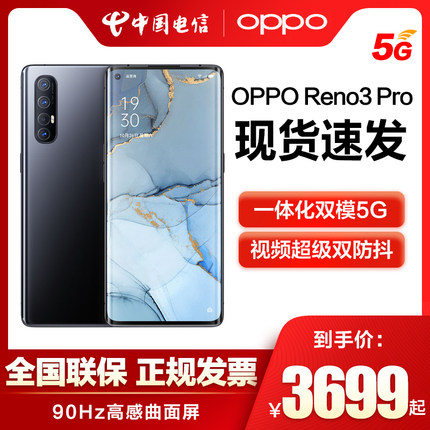 中国电信 OPPO
5G
OPPO Reno3 Pro
现货速发
一体化双模5G
视频超级双防抖
19
30
到手价:
¥3699起
全国联保 正规发票
90Hz高感曲面屏